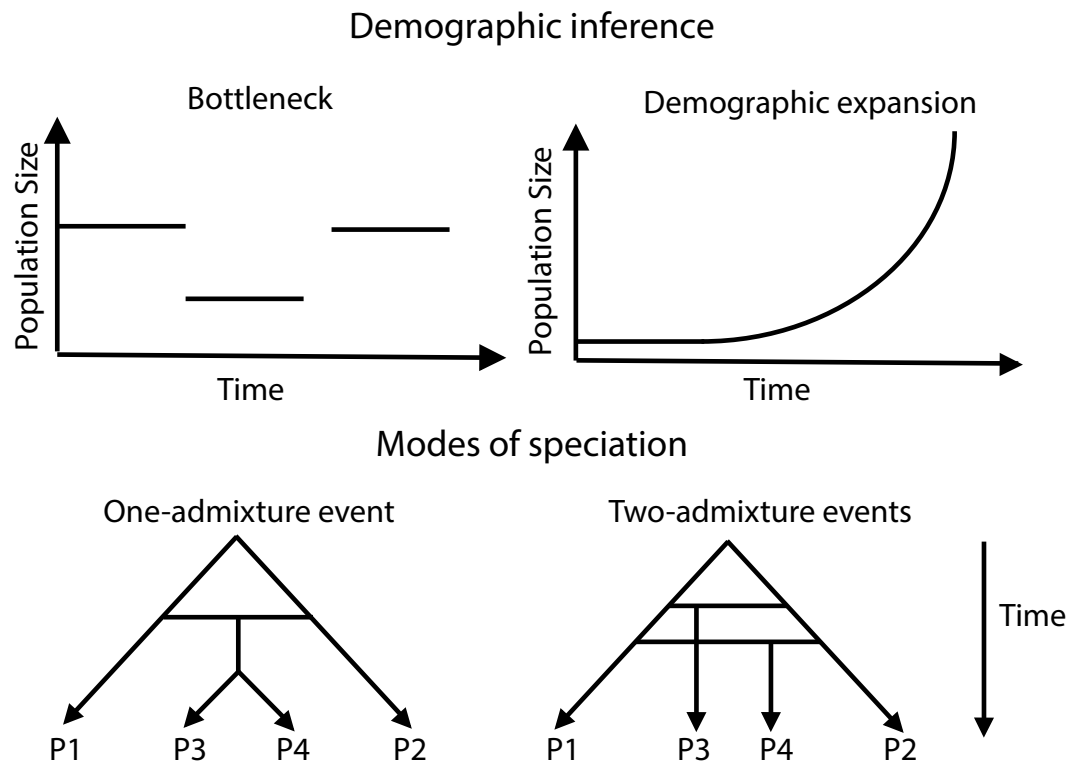 Demographic inference
Bottleneck
Demographic expansion
Population Size
Time
Population Size
Time
Modes of speciation
One-admixture event
Two-admixture events
Time
P1
P3
P4
P2
P1
P3
P4
P2